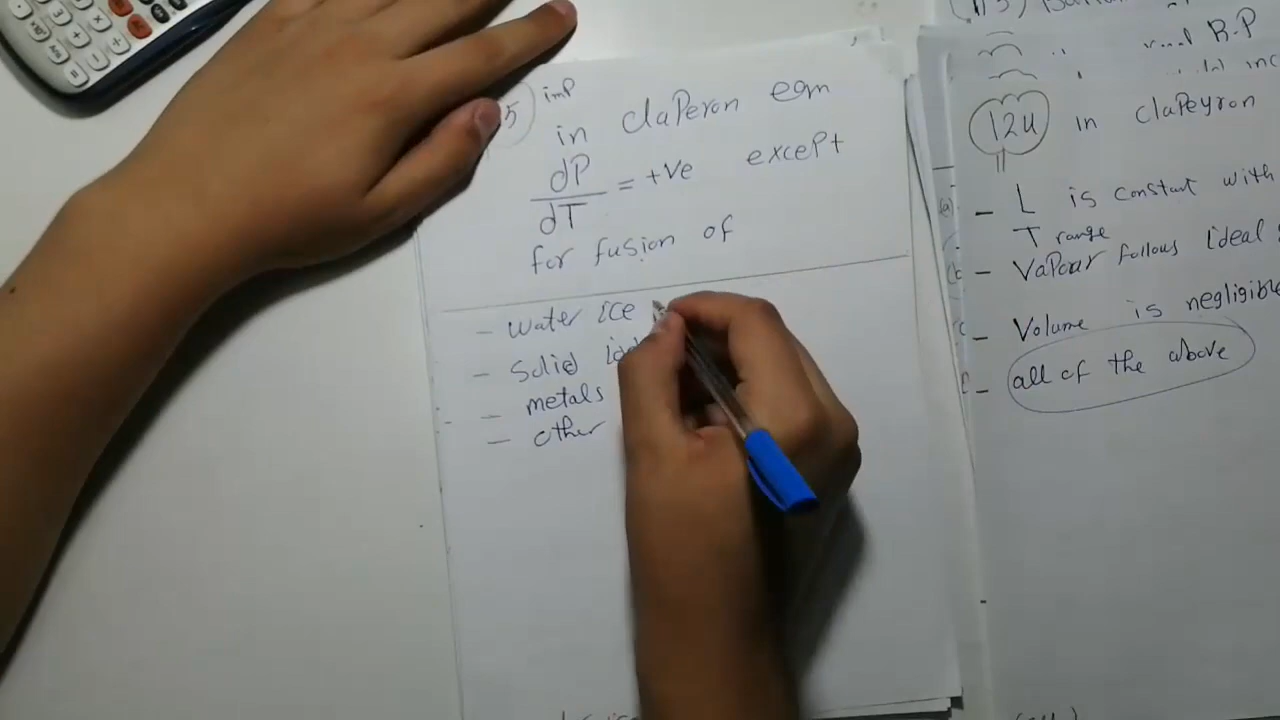 5 imp
in claPeron eqn
dP
— = +ve except
dT
for fusion of
- water ice
- Solid
- metals
- other
B.P
124 in claPeyron
- L is constant with
T range
- VaPour follows ideal
- Volume is negligible
- all of the above